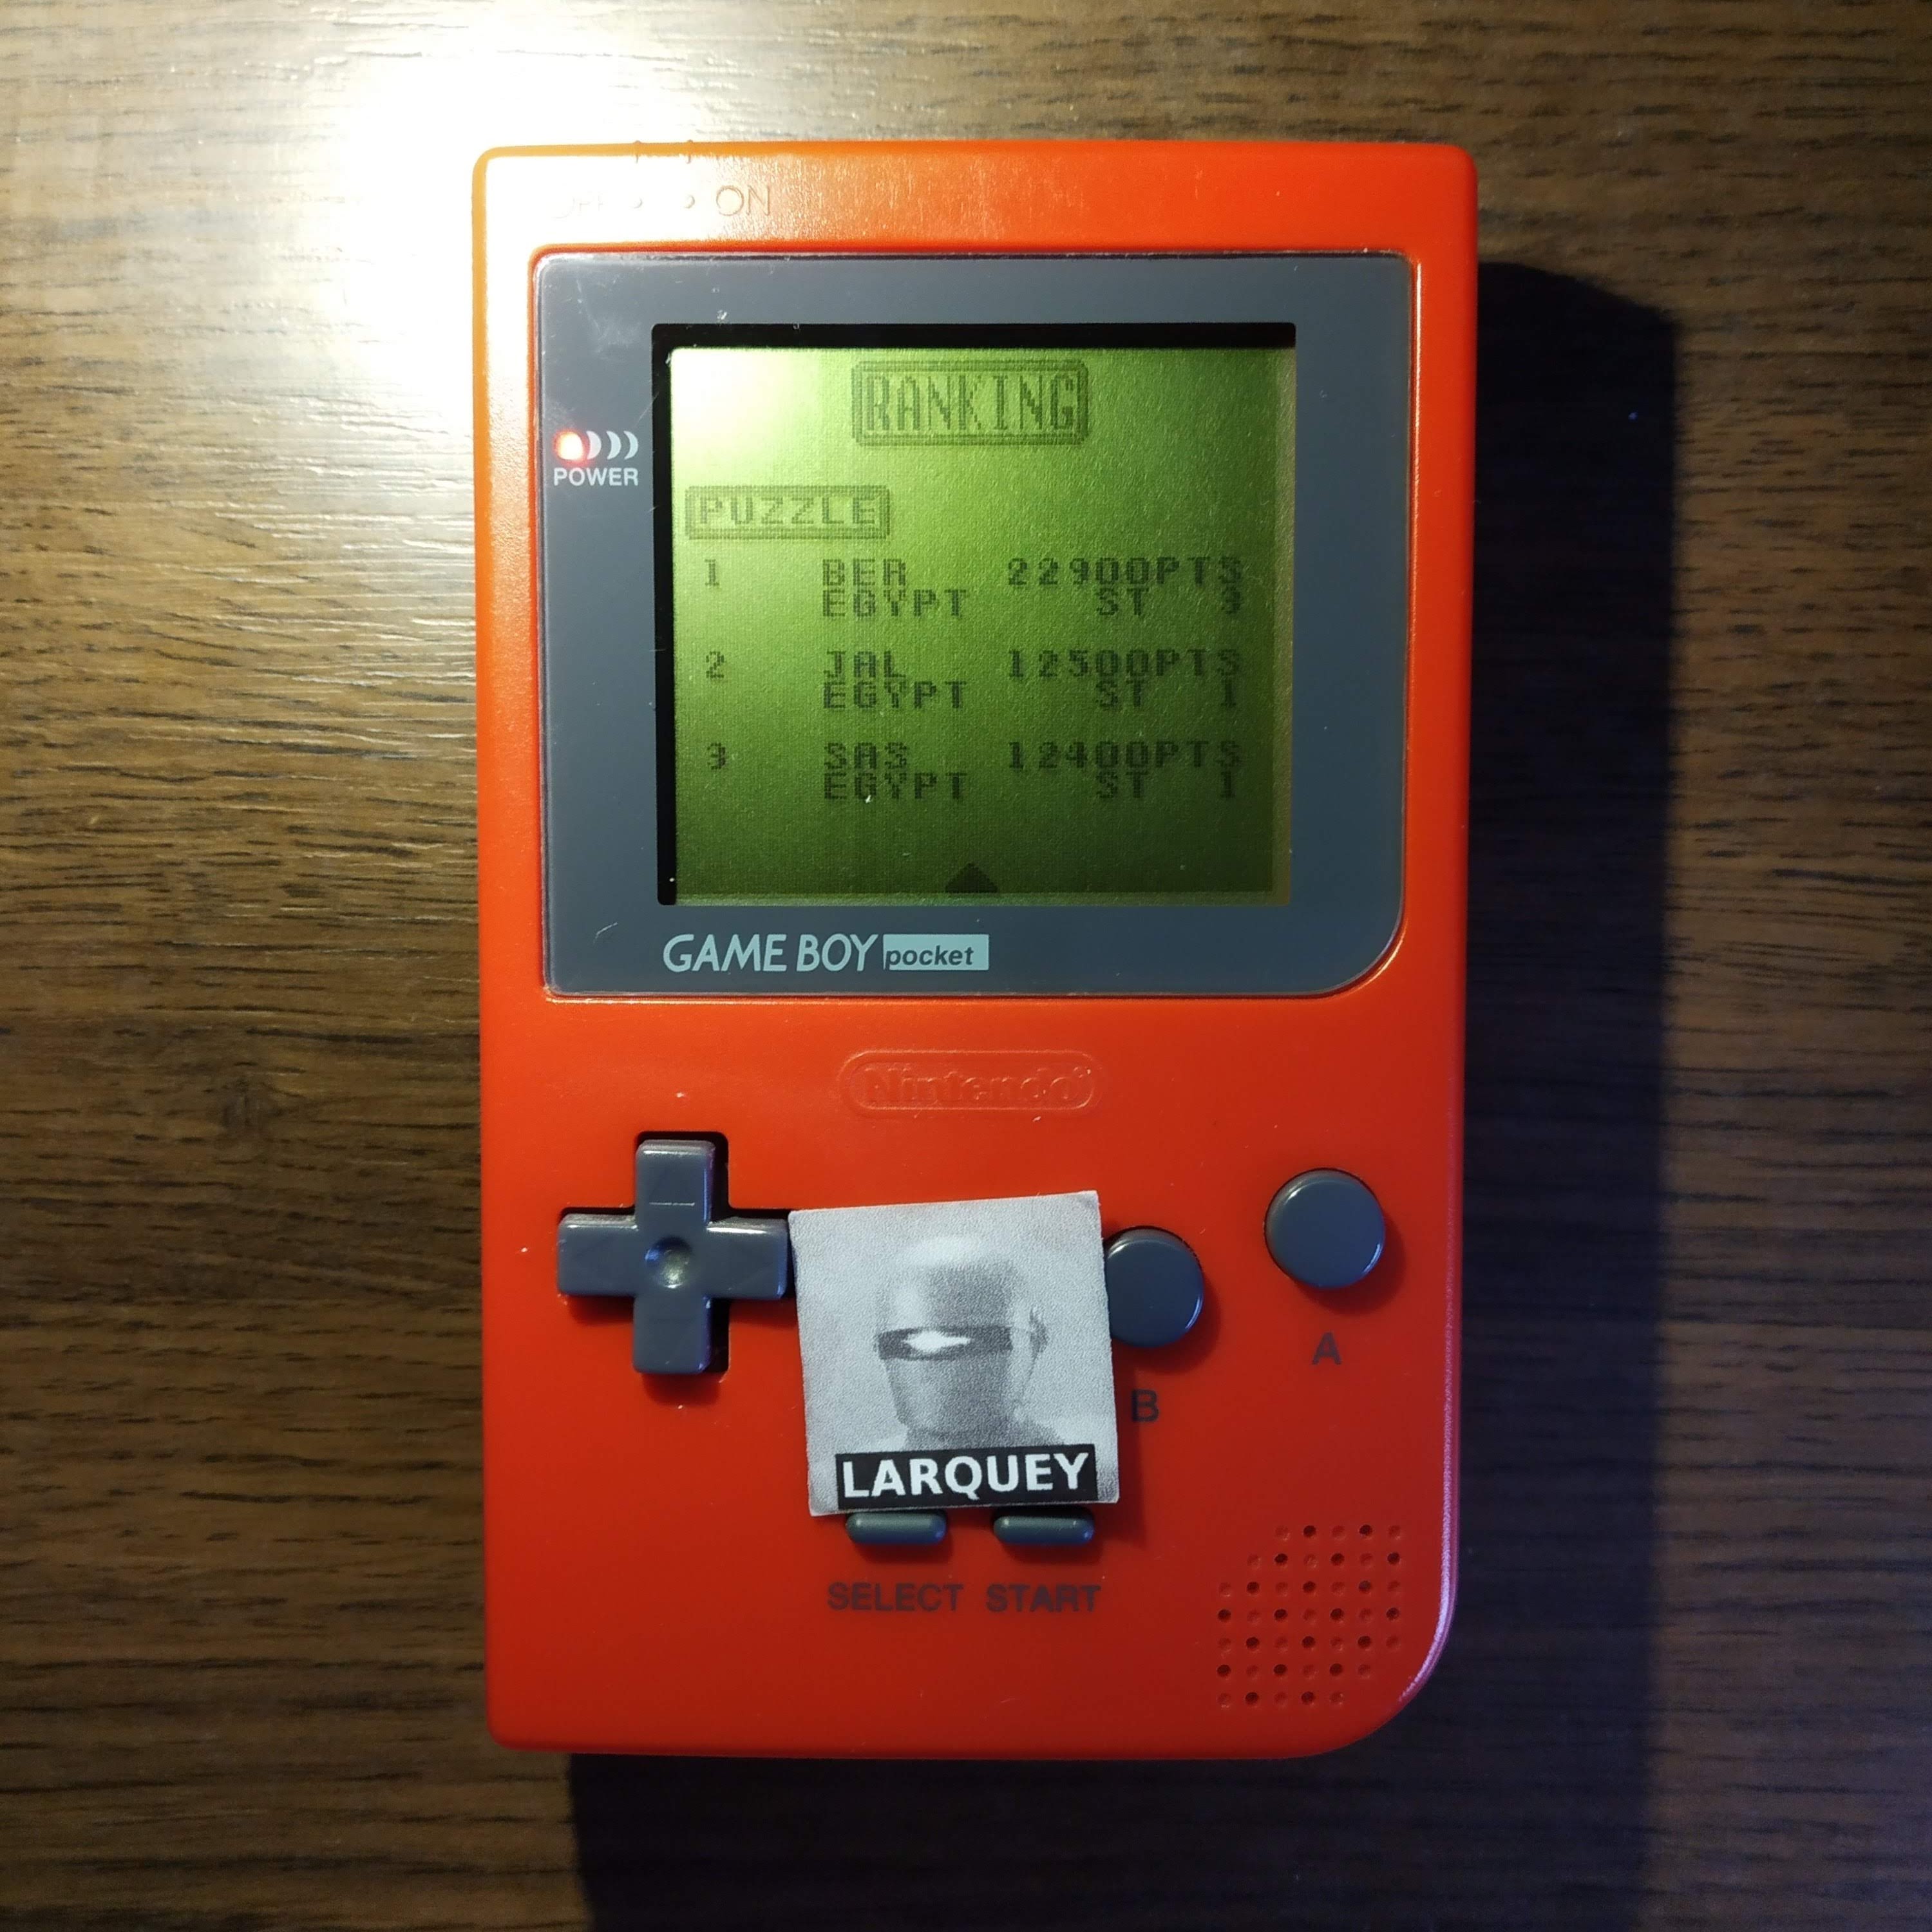 OFF ON
RANKING
POWER
PUZZLE
1 BER 22900PTS
EGYPT ST 3
2 JAL 12500PTS
EGYPT ST 1
3 SAS 12400PTS
EGYPT ST 1
GAME BOY pocket
Nintendo
A
B
LARQUEY
SELECT START